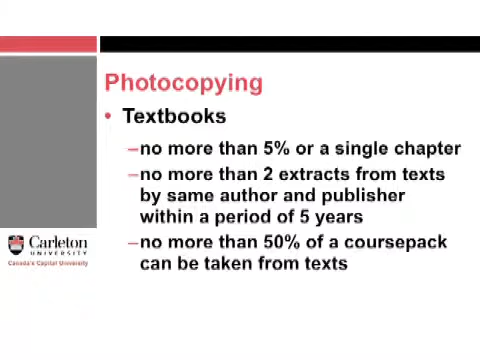 Photocopying
• Textbooks
–no more than 5% or a single chapter
–no more than 2 extracts from texts
by same author and publisher
within a period of 5 years
–no more than 50% of a coursepack
can be taken from texts
Carleton
UNIVERSITY
Canada's Capital University